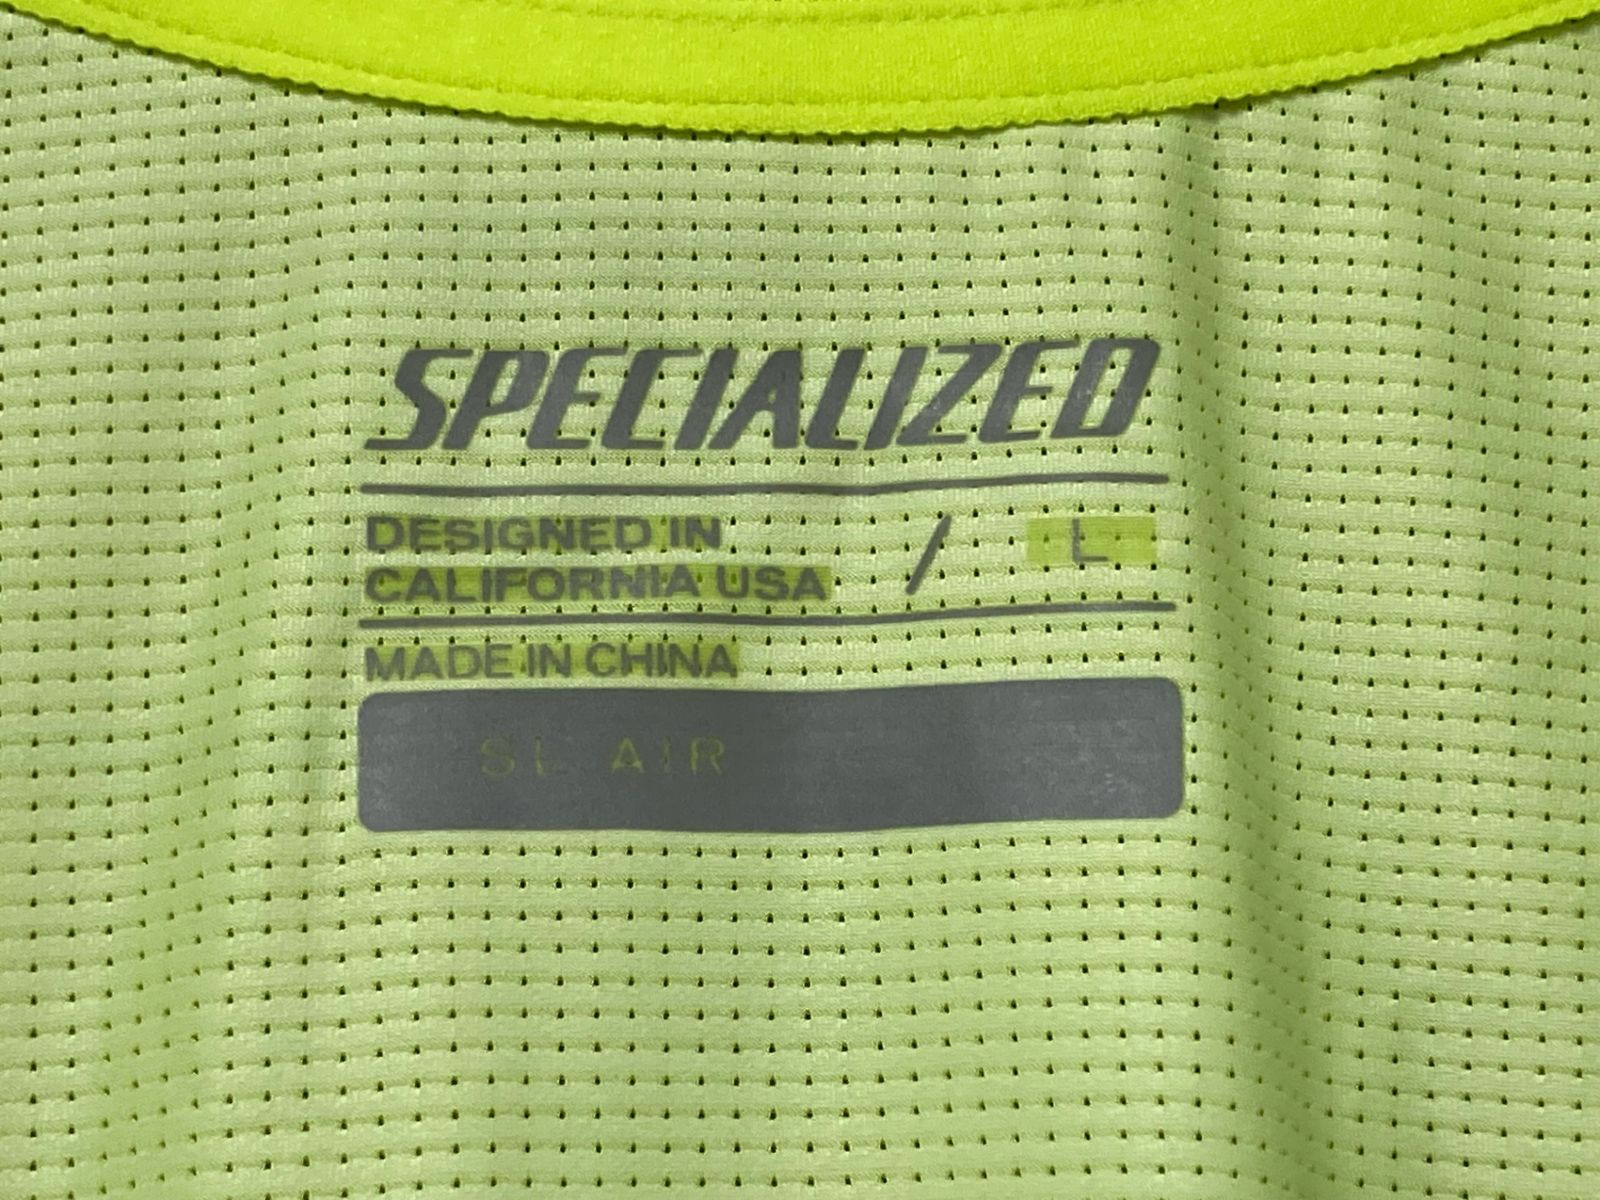 SPECIALIZED
DESIGNED IN
CALIFORNIA USA / L
MADE IN CHINA
SL AIR